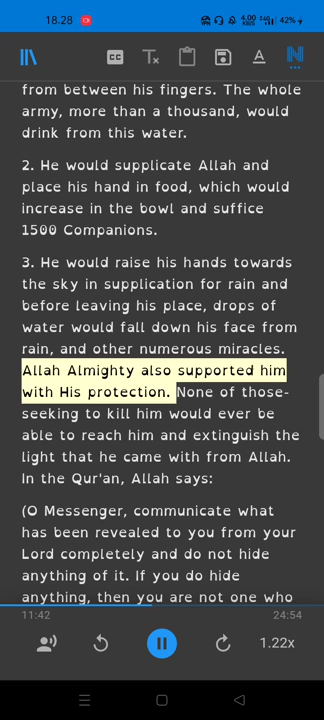 18.28 4,00 KB/S 42%
CC T× A N
from between his fingers. The whole
army, more than a thousand, would
drink from this water.
2. He would supplicate Allah and
place his hand in food, which would
increase in the bowl and suffice
1500 Companions.
3. He would raise his hands towards
the sky in supplication for rain and
before leaving his place, drops of
water would fall down his face from
rain, and other numerous miracles.
Allah Almighty also supported him
with His protection. None of those-
seeking to kill him would ever be
able to reach him and extinguish the
light that he came with from Allah.
In the Qur'an, Allah says:
(O Messenger, communicate what
has been revealed to you from your
Lord completely and do not hide
anything of it. If you do hide
anything, then you are not one who
11:42 24:54
1.22x